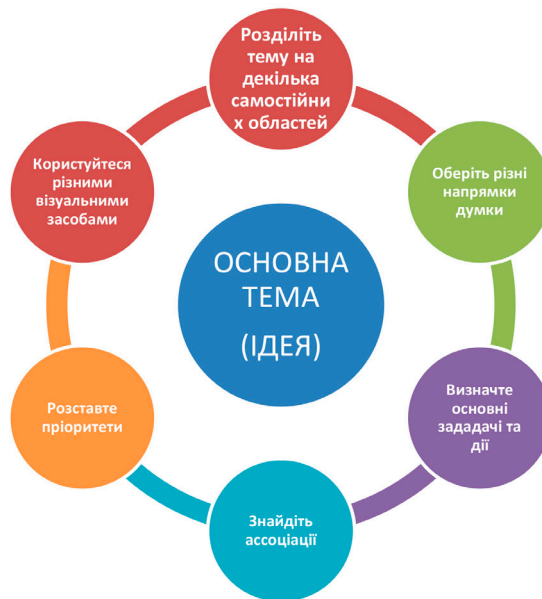 Розділіть
тему на
декілька
самостійни
х областей
Користуйтеся
різними
візуальними
засобами
Оберіть різні
напрямки
думки
ОСНОВНА
ТЕМА
(ІДЕЯ)
Розставте
пріоритети
Визначте
основні
зададачі та
дії
Знайдіть
ассоціації